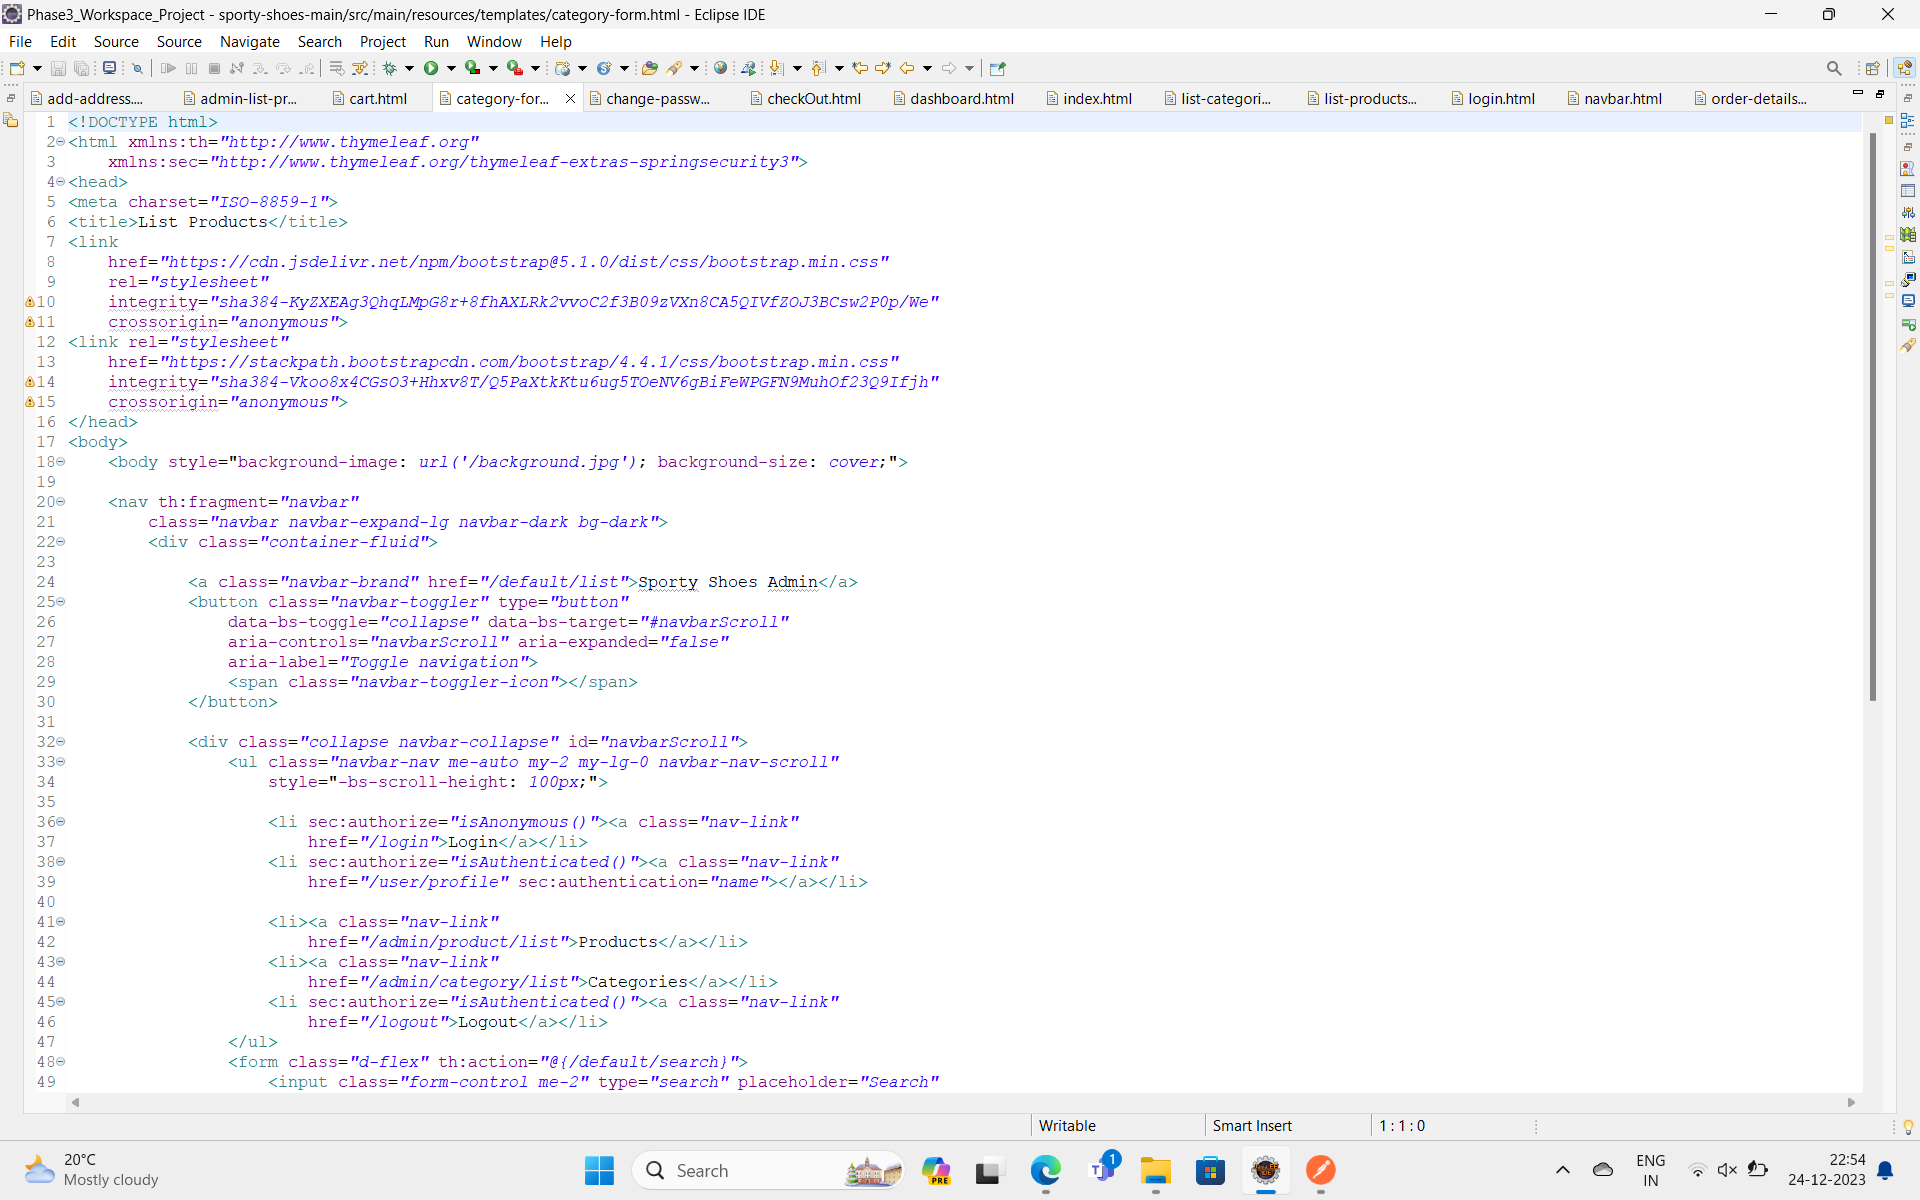 Phase3_Workspace_Project - sporty-shoes-main/src/main/resources/templates/category-form.html - Eclipse IDE
File Edit Source Source Navigate Search Project Run Window Help
add-address.... admin-list-pr... cart.html category-for... change-passw... checkOut.html dashboard.html index.html list-categori... list-products... login.html navbar.html order-details...
1 <!DOCTYPE html>
2 <html xmlns:th="http://www.thymeleaf.org"
3 xmlns:sec="http://www.thymeleaf.org/thymeleaf-extras-springsecurity3">
4 <head>
5 <meta charset="ISO-8859-1">
6 <title>List Products</title>
7 <link
8 href="https://cdn.jsdelivr.net/npm/bootstrap@5.1.0/dist/css/bootstrap.min.css"
9 rel="stylesheet"
10 integrity="sha384-KyZXEAg3QhqLMpG8r+8fhAXLRk2vvoC2f3B09zVXn8CA5QIVfZOJ3BCsw2P0p/We"
11 crossorigin="anonymous">
12 <link rel="stylesheet"
13 href="https://stackpath.bootstrapcdn.com/bootstrap/4.4.1/css/bootstrap.min.css"
14 integrity="sha384-Vkoo8x4CGsO3+Hhxv8T/Q5PaXtkKtu6ug5TOeNV6gBiFeWPGFN9MuhOf23Q9Ifjh"
15 crossorigin="anonymous">
16 </head>
17 <body>
18 <body style="background-image: url('/background.jpg'); background-size: cover;">
19
20 <nav th:fragment="navbar"
21 class="navbar navbar-expand-lg navbar-dark bg-dark">
22 <div class="container-fluid">
23
24 <a class="navbar-brand" href="/default/list">Sporty Shoes Admin</a>
25 <button class="navbar-toggler" type="button"
26 data-bs-toggle="collapse" data-bs-target="#navbarScroll"
27 aria-controls="navbarScroll" aria-expanded="false"
28 aria-label="Toggle navigation">
29 <span class="navbar-toggler-icon"></span>
30 </button>
31
32 <div class="collapse navbar-collapse" id="navbarScroll">
33 <ul class="navbar-nav me-auto my-2 my-lg-0 navbar-nav-scroll"
34 style="-bs-scroll-height: 100px;">
35
36 <li sec:authorize="isAnonymous()"><a class="nav-link"
37 href="/login">Login</a></li>
38 <li sec:authorize="isAuthenticated()"><a class="nav-link"
39 href="/user/profile" sec:authentication="name"></a></li>
40
41 <li><a class="nav-link"
42 href="/admin/product/list">Products</a></li>
43 <li><a class="nav-link"
44 href="/admin/category/list">Categories</a></li>
45 <li sec:authorize="isAuthenticated()"><a class="nav-link"
46 href="/logout">Logout</a></li>
47 </ul>
48 <form class="d-flex" th:action="@{/default/search}">
49 <input class="form-control me-2" type="search" placeholder="Search"
Writable Smart Insert 1 : 1 : 0
20°C
Mostly cloudy
Search
PRE
1
ENG
IN
22:54
24-12-2023